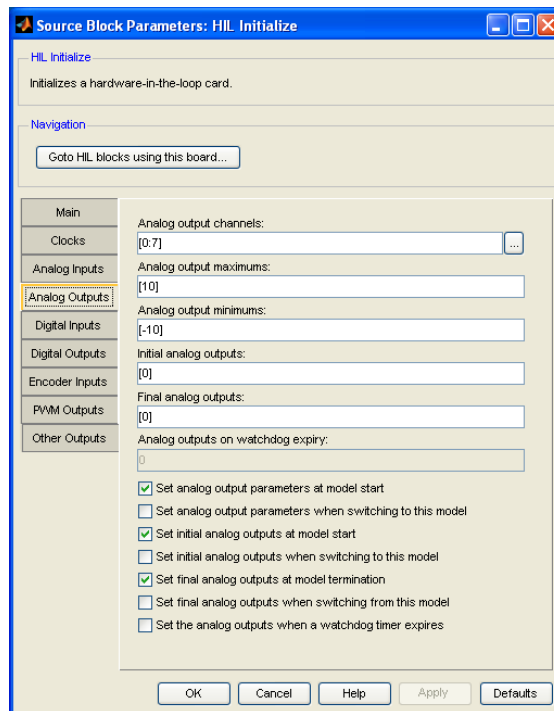 Source Block Parameters: HIL Initialize
HIL Initialize
Initializes a hardware-in-the-loop card.
Navigation
Goto HIL blocks using this board...
Main
Clocks
Analog Inputs
Analog Outputs
Digital Inputs
Digital Outputs
Encoder Inputs
PWM Outputs
Other Outputs
Analog output channels:
[0:7]
...
Analog output maximums:
[10]
Analog output minimums:
[-10]
Initial analog outputs:
[0]
Final analog outputs:
[0]
Analog outputs on watchdog expiry:
0
Set analog output parameters at model start
Set analog output parameters when switching to this model
Set initial analog outputs at model start
Set initial analog outputs when switching to this model
Set final analog outputs at model termination
Set final analog outputs when switching from this model
Set the analog outputs when a watchdog timer expires
OK Cancel Help Apply Defaults